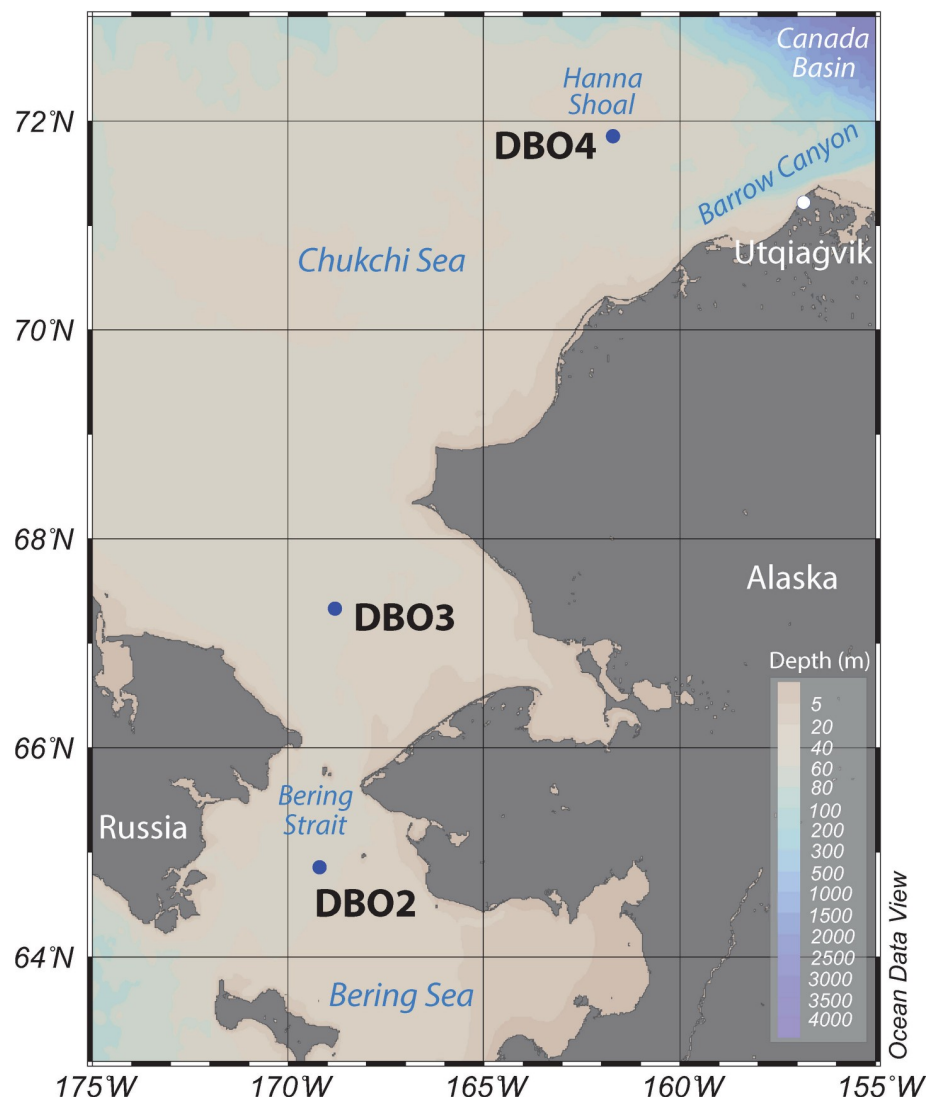 Canada
Basin
Hanna
Shoal
72°N
DBO4
Barrow Canyon
Utqiaġvik
Chukchi Sea
70°N
68°N
Alaska
DBO3
Depth (m)
5
20
40
60
80
100
200
300
500
1000
1500
2000
2500
3000
3500
4000
66°N
Bering
Strait
Russia
DBO2
64°N
Bering Sea
Ocean Data View
175°W
170°W
165°W
160°W
155°W